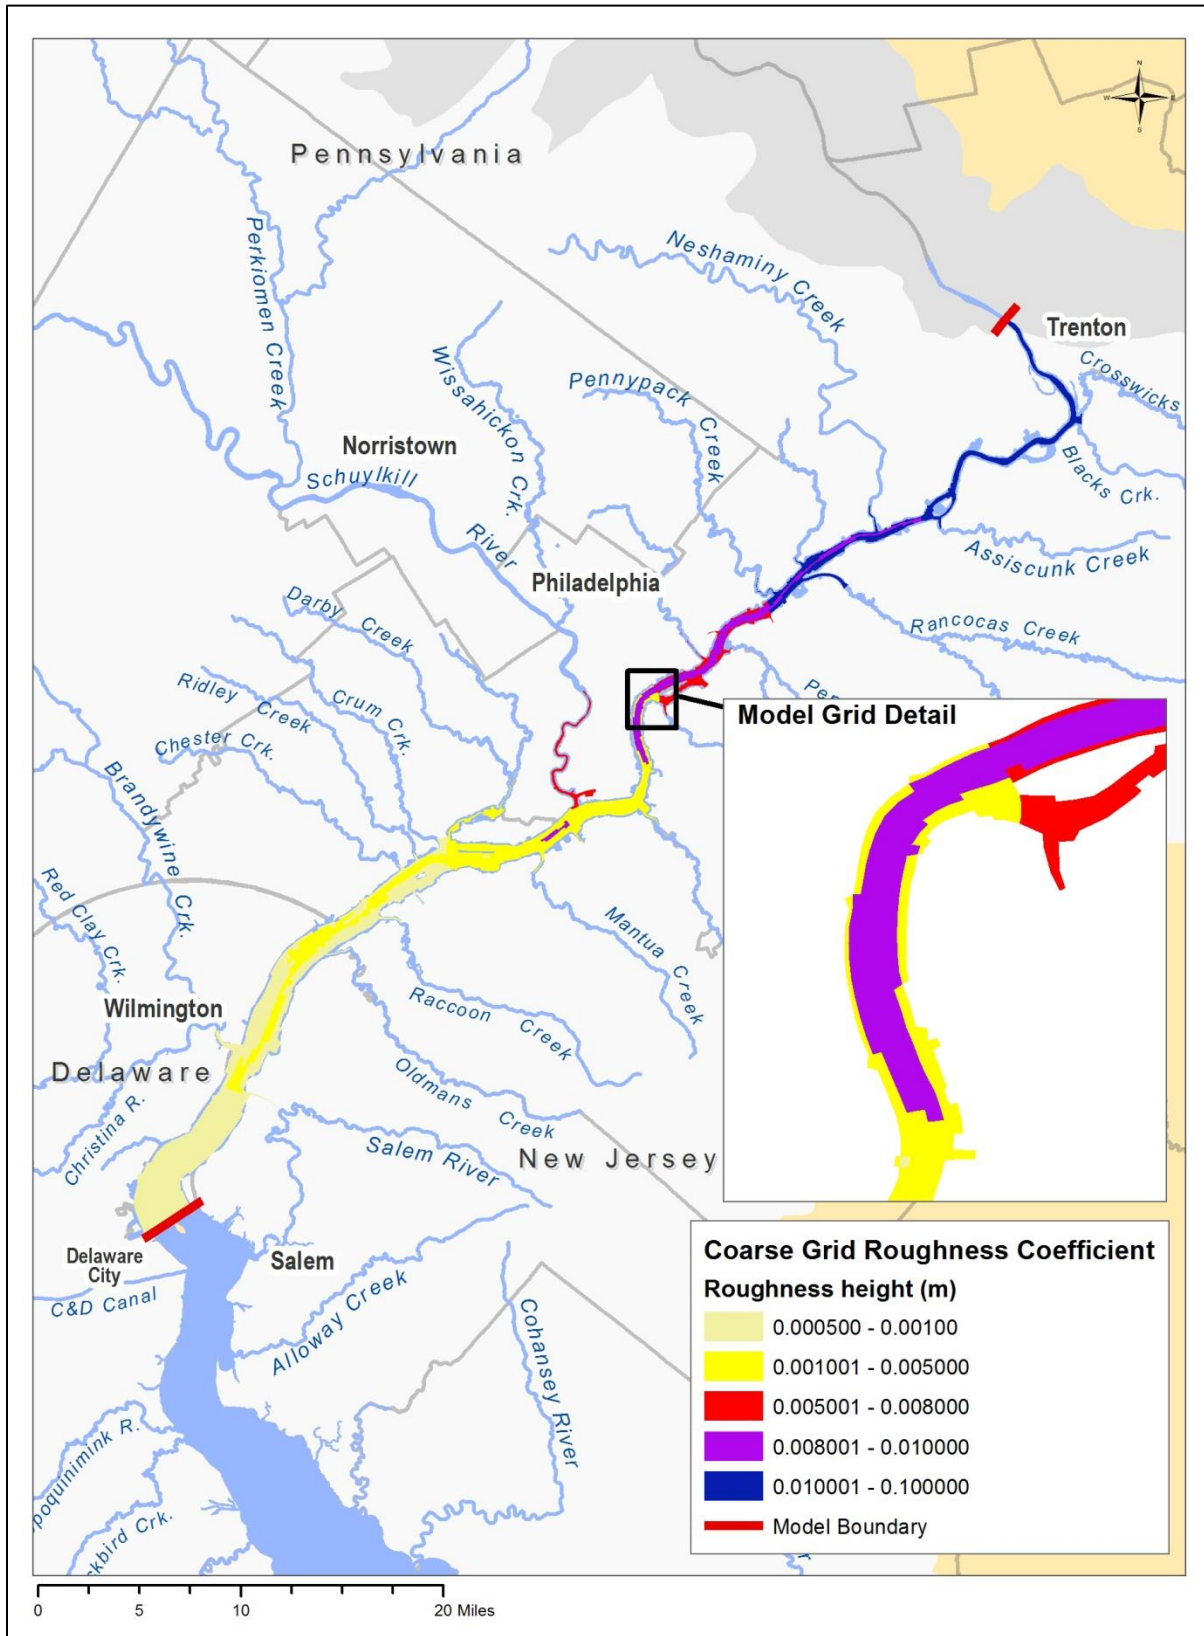 N
W E
S
Pennsylvania
Perkiomen Creek
Neshaminy Creek
Trenton
Crosswicks
Wissahickon Crk.
Pennypack Creek
Norristown
Schuylkill River
Blacks Crk.
Assiscunk Creek
Philadelphia
Darby Creek
Rancocas Creek
Ridley Creek
Crum Crk.
Chester Crk.
Model Grid Detail
Brandywine Crk.
Red Clay Crk.
Mantua Creek
Wilmington
Raccoon Creek
Delaware
Oldmans Creek
Christina R.
Salem River
New Jersey
Delaware
City
Salem
C&D Canal
Alloway Creek
Cohansey River
Coarse Grid Roughness Coefficient
Roughness height (m)
0.000500 - 0.00100
0.001001 - 0.005000
0.005001 - 0.008000
0.008001 - 0.010000
0.010001 - 0.100000
Model Boundary
poquinimink R.
ckbird Crk.
0 5 10 20 Miles